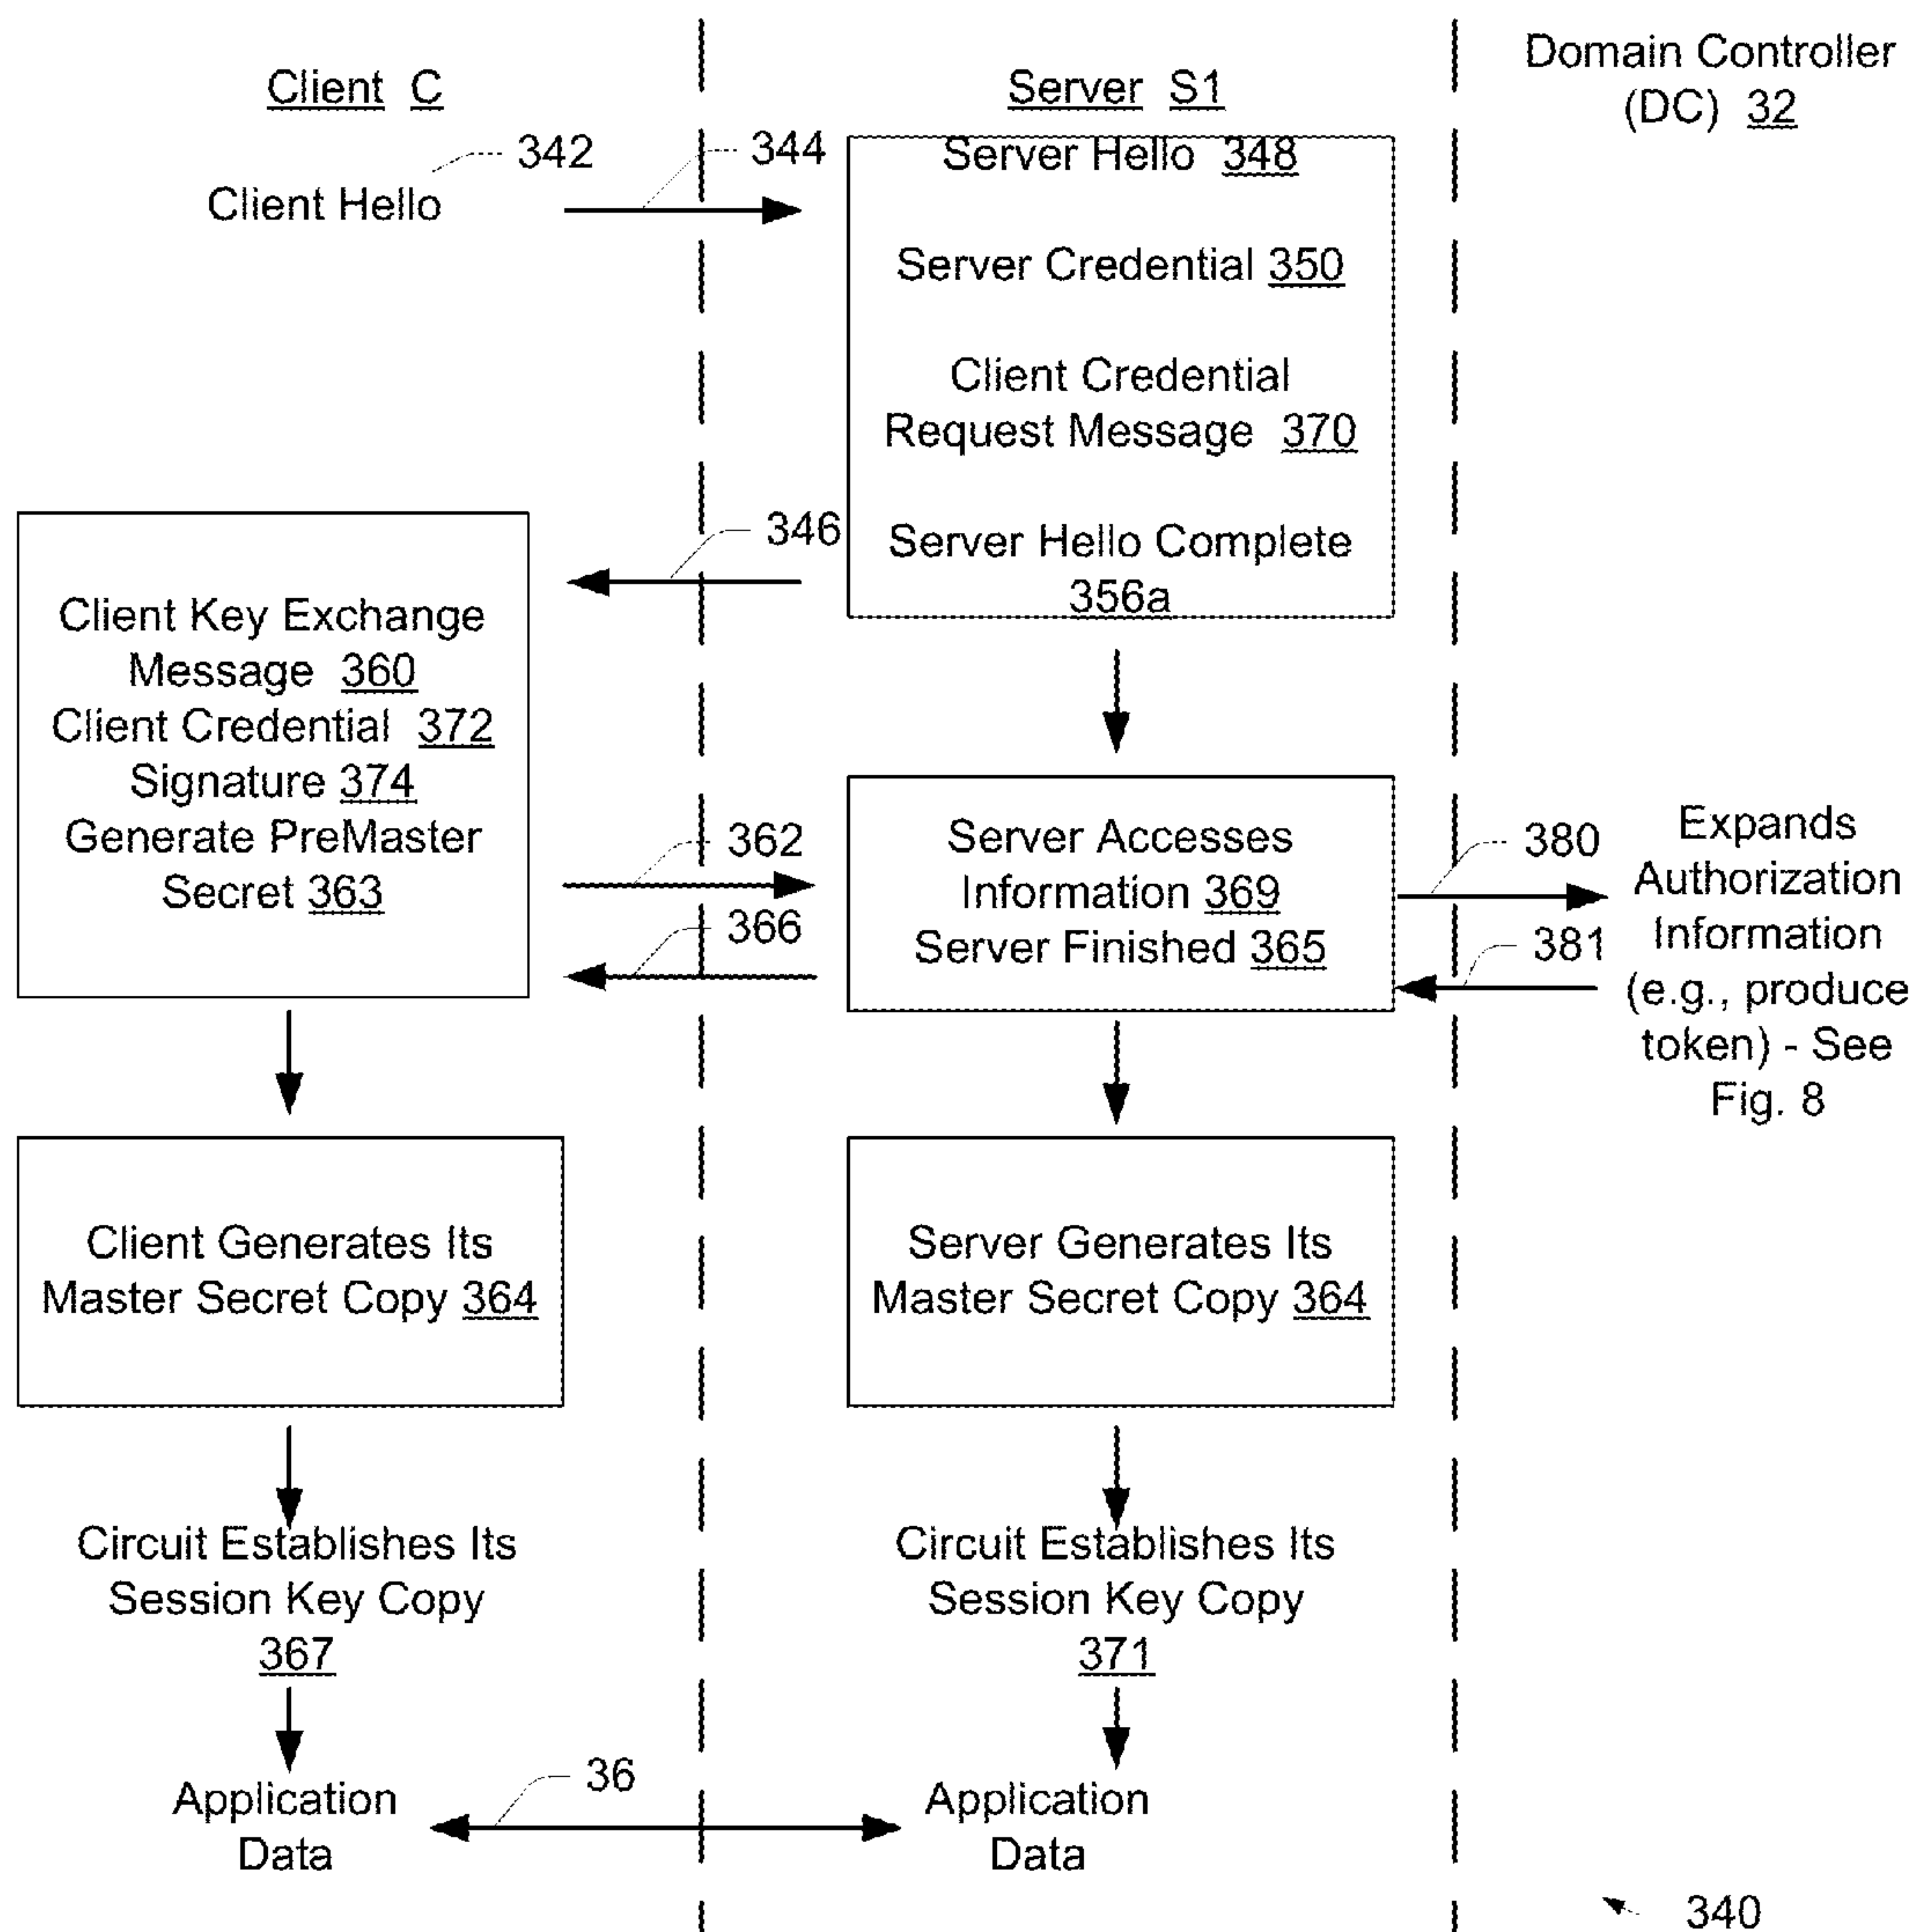 Client C
Server S1
Domain Controller
(DC) 32
342
Client Hello
344
Server Hello 348
Server Credential 350
Client Credential
Request Message 370
Server Hello Complete
356a
346
Client Key Exchange
Message 360
Client Credential 372
Signature 374
Generate PreMaster
Secret 363
362
366
Server Accesses
Information 369
Server Finished 365
380
381
Expands
Authorization
Information
(e.g., produce
token) - See
Fig. 8
Client Generates Its
Master Secret Copy 364
Server Generates Its
Master Secret Copy 364
Circuit Establishes Its
Session Key Copy
367
Circuit Establishes Its
Session Key Copy
371
Application
Data
36
Application
Data
340